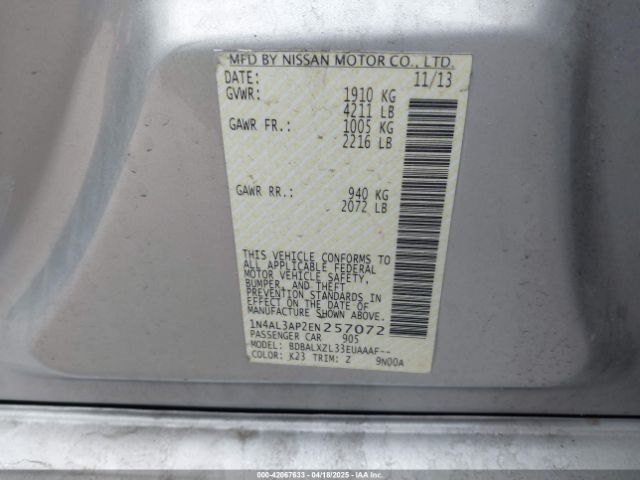 MFD BY NISSAN MOTOR CO., LTD.
DATE: 11/13
GVWR: 1910 KG
4211 LB
GAWR FR.: 1005 KG
2216 LB
GAWR RR.: 940 KG
2072 LB
THIS VEHICLE CONFORMS TO
ALL APPLICABLE FEDERAL
MOTOR VEHICLE SAFETY,
BUMPER, AND THEFT
PREVENTION STANDARDS IN
EFFECT ON THE DATE OF
MANUFACTURE SHOWN ABOVE.
1N4AL3AP2EN257072
PASSENGER CAR 905
MODEL: BDBALXZL33EUAAAF--
COLOR: K23 TRIM: Z 9N00A
000-42067633 - 04/18/2025 - IAA Inc.